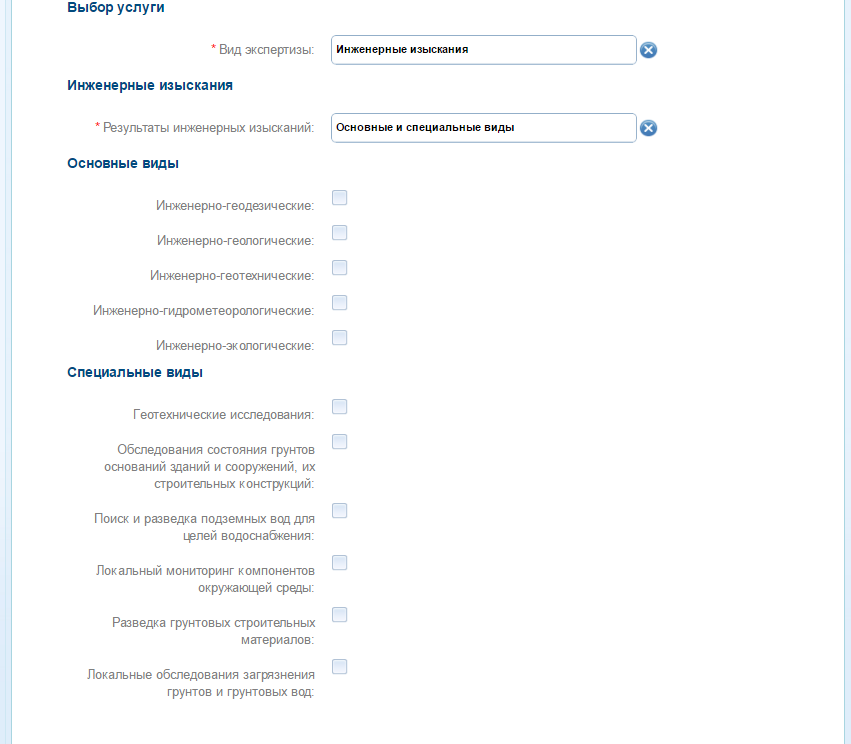 Выбор услуги
* Вид экспертизы: Инженерные изыскания
Инженерные изыскания
* Результаты инженерных изысканий: Основные и специальные виды
Основные виды
Инженерно-геодезические:
Инженерно-геологические:
Инженерно-геотехнические:
Инженерно-гидрометеорологические:
Инженерно-экологические:
Специальные виды
Геотехнические исследования:
Обследования состояния грунтов
оснований зданий и сооружений, их
строительных конструкций:
Поиск и разведка подземных вод для
целей водоснабжения:
Локальный мониторинг компонентов
окружающей среды:
Разведка грунтовых строительных
материалов:
Локальные обследования загрязнения
грунтов и грунтовых вод: